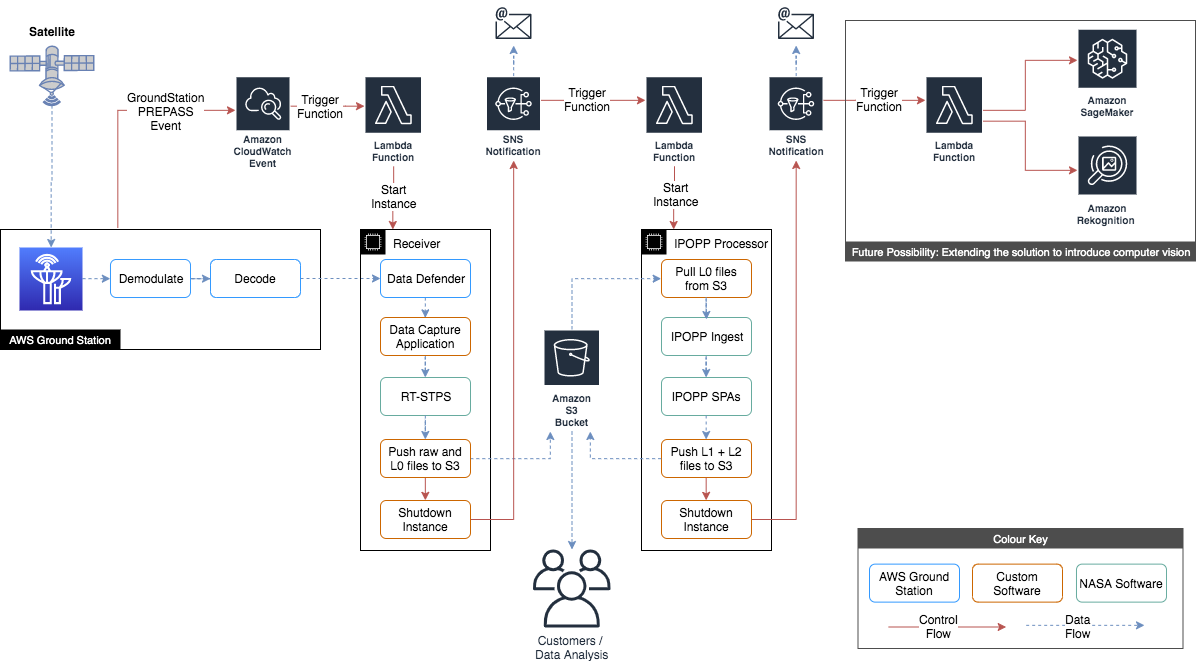 Satellite
@
@
GroundStation
PREPASS
Event
Amazon
CloudWatch
Event
Trigger
Function
Lambda
Function
SNS
Notification
Trigger
Function
Lambda
Function
SNS
Notification
Trigger
Function
Lambda
Function
Amazon
SageMaker
Amazon
Rekognition
Future Possibility: Extending the solution to introduce computer vision
Start
Instance
Start
Instance
AWS Ground Station
Demodulate
Decode
Receiver
Data Defender
Data Capture
Application
RT-STPS
Push raw and
L0 files to S3
Shutdown
Instance
Amazon
S3
Bucket
IPOPP Processor
Pull L0 files
from S3
IPOPP Ingest
IPOPP SPAs
Push L1 + L2
files to S3
Shutdown
Instance
Customers /
Data Analysis
Colour Key
AWS Ground
Station
Custom
Software
NASA Software
Control
Flow
Data
Flow